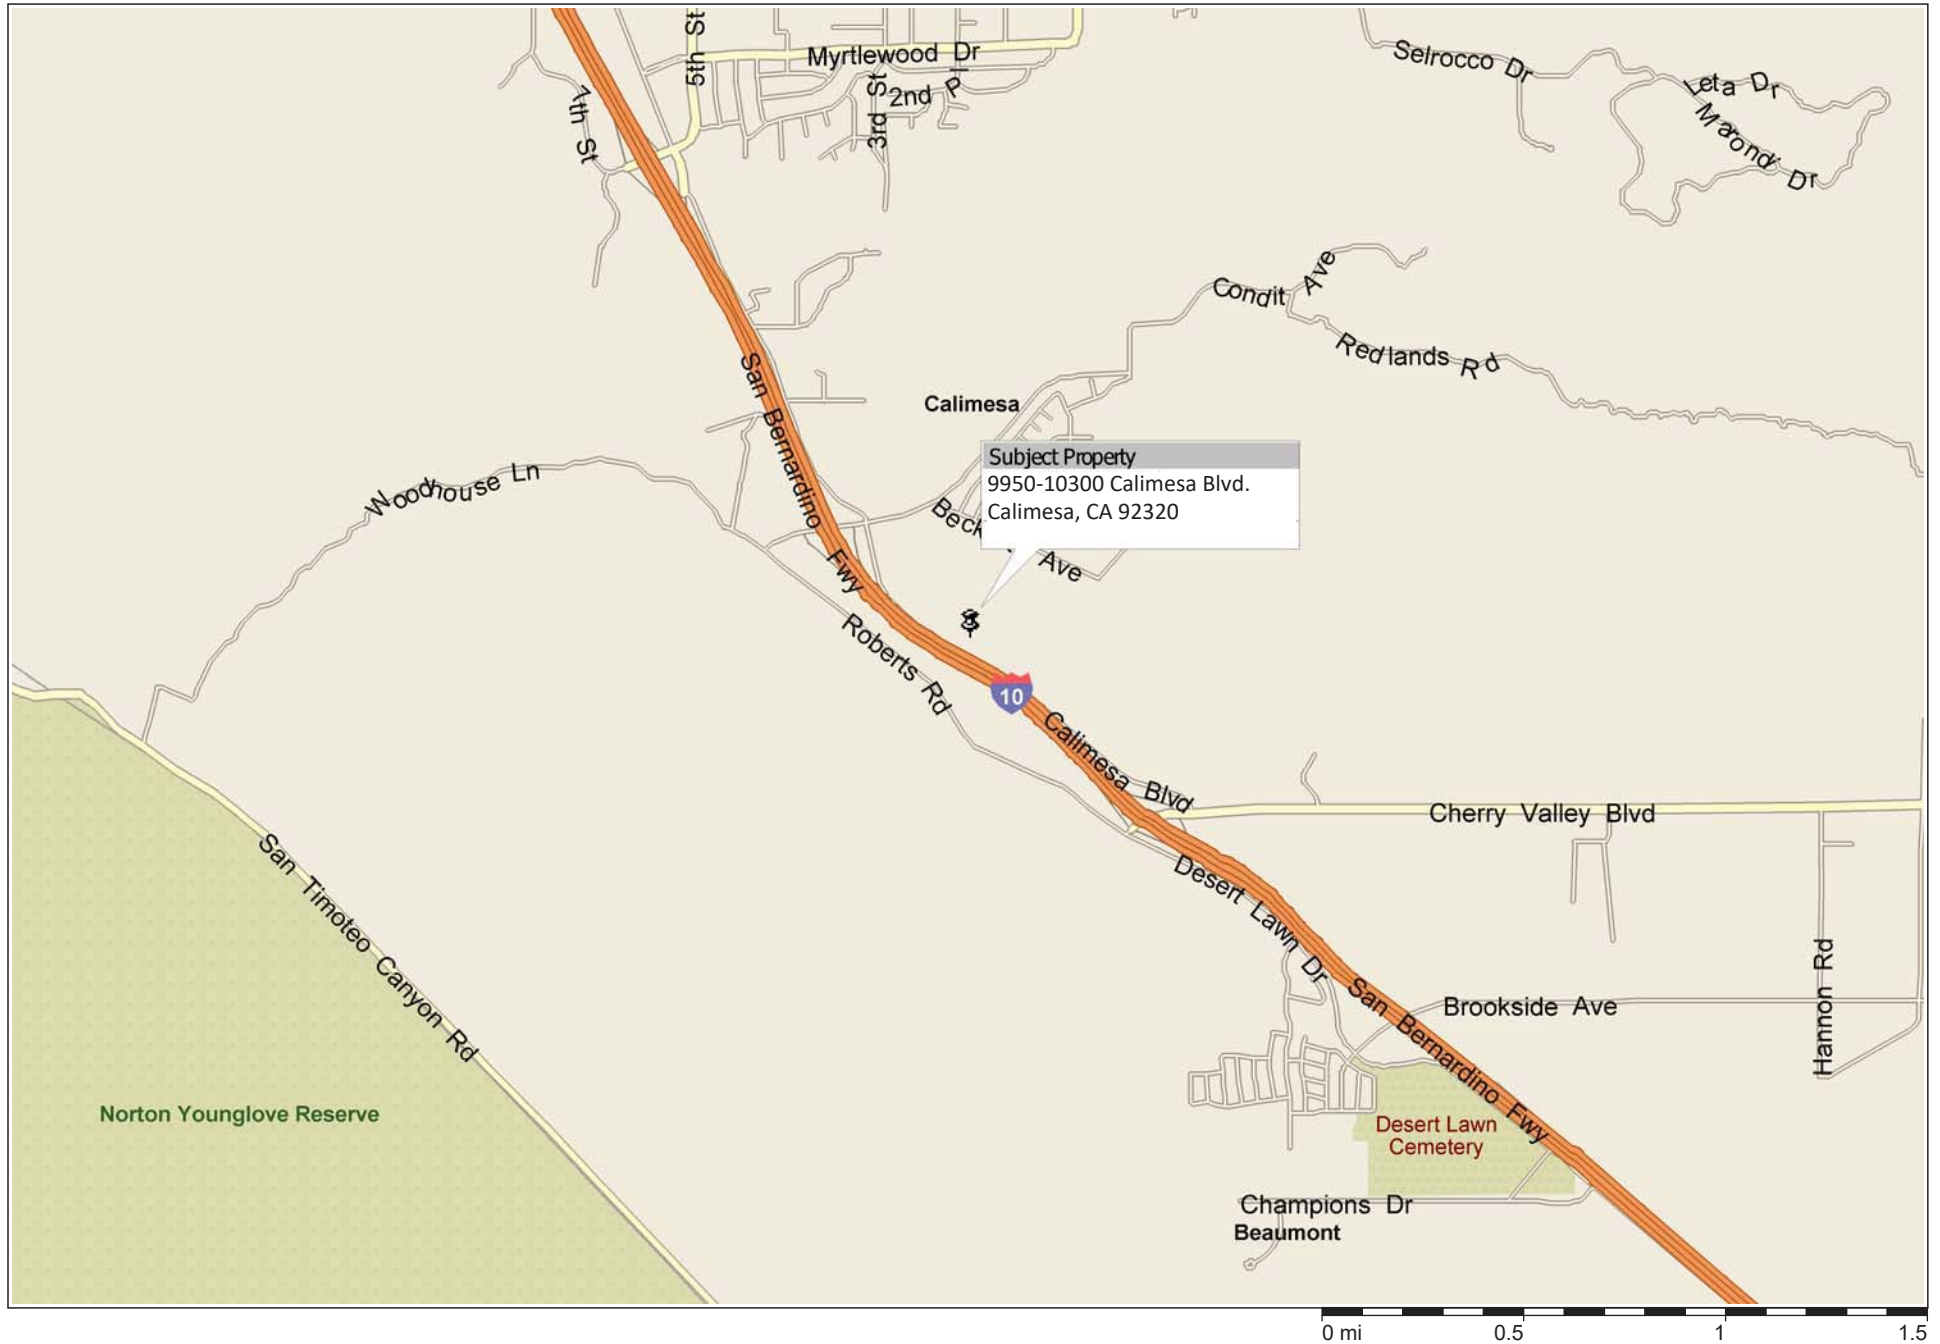 5th St
Myrtlewood Dr
Selrocco Dr
Leta Dr
7th St
3rd St
2nd Pl
Marondi Dr
Condit Ave
Redlands Rd
San Bernardino Fwy
Calimesa
Subject Property
9950-10300 Calimesa Blvd.
Calimesa, CA 92320
Woodhouse Ln
Beck
Ave
Roberts Rd
10
Calimesa Blvd
Cherry Valley Blvd
San Timoteo Canyon Rd
Desert Lawn Dr
San Bernardino Fwy
Brookside Ave
Hannon Rd
Norton Younglove Reserve
Desert Lawn
Cemetery
Champions Dr
Beaumont
0 mi 0.5 1 1.5